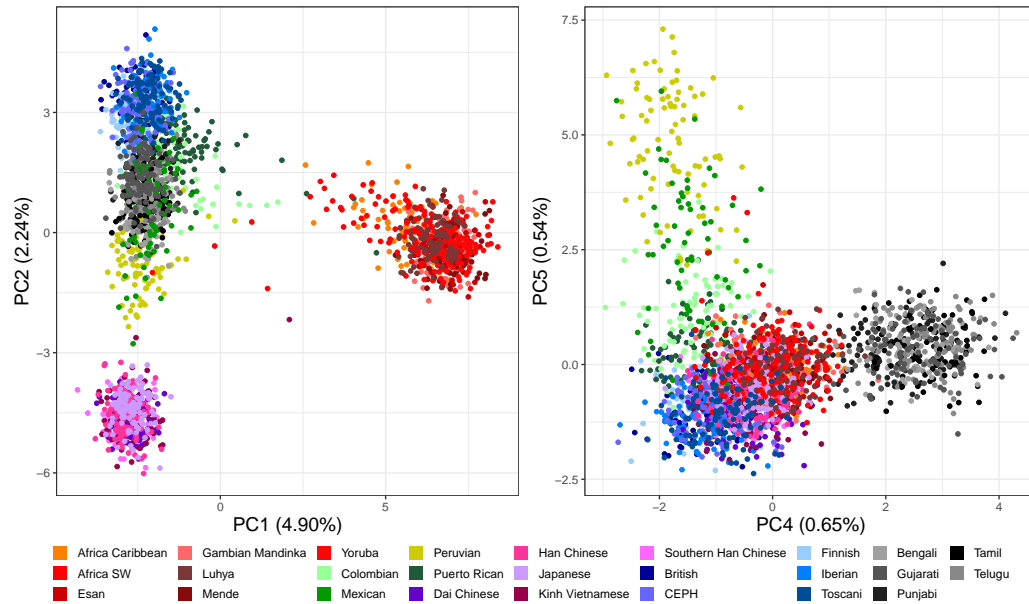 3
0
−3
−6
PC2 (2.24%)
0
5
PC1 (4.90%)
7.5
5.0
2.5
0.0
−2.5
PC5 (0.54%)
−2
0
2
4
PC4 (0.65%)
Africa Caribbean
Gambian Mandinka
Yoruba
Peruvian
Han Chinese
Southern Han Chinese
Finnish
Bengali
Tamil
Africa SW
Luhya
Colombian
Puerto Rican
Japanese
British
Iberian
Gujarati
Telugu
Esan
Mende
Mexican
Dai Chinese
Kinh Vietnamese
CEPH
Toscani
Punjabi